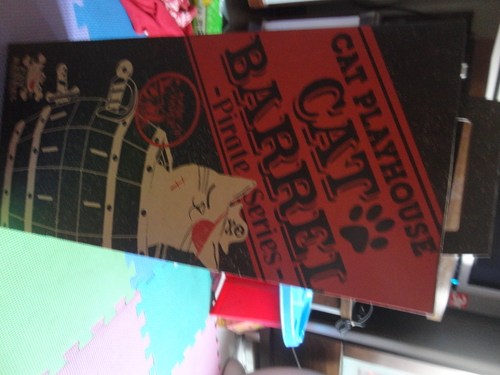 CAT PLAYHOUSE
CAT
BARREL
-Pirate Series-